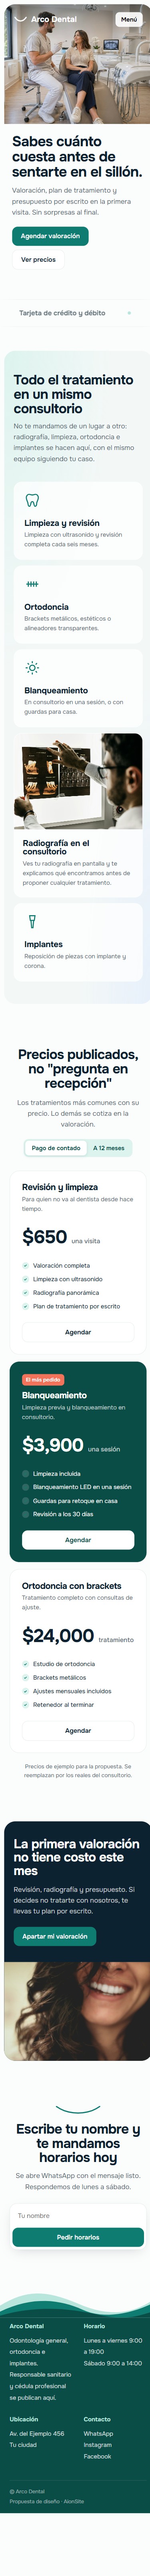 Arco Dental
Menú
Sabes cuánto
cuesta antes de
sentarte en el sillón.
Valoración, plan de tratamiento y
presupuesto por escrito en la primera
visita. Sin sorpresas al final.
Agendar valoración
Ver precios
Tarjeta de crédito y débito
Todo el tratamiento
en un mismo
consultorio
No te mandamos de un lugar a otro:
radiografía, limpieza, ortodoncia e
implantes se hacen aquí, con el mismo
equipo siguiendo tu caso.
Limpieza y revisión
Limpieza con ultrasonido y revisión
completa cada seis meses.
Ortodoncia
Brackets metálicos, estéticos o
alineadores transparentes.
Blanqueamiento
En consultorio en una sesión, o con
guardas para casa.
Radiografía en el
consultorio
Ves tu radiografía en pantalla y te
explicamos qué encontramos antes de
proponer cualquier tratamiento.
Implantes
Reposición de piezas con implante y
corona.
Precios publicados,
no "pregunta en
recepción"
Los tratamientos más comunes con su
precio. Lo demás se cotiza en la
valoración.
Pago de contado
A 12 meses
Revisión y limpieza
Para quien no va al dentista desde hace
tiempo.
$650 una visita
Valoración completa
Limpieza con ultrasonido
Radiografía panorámica
Plan de tratamiento por escrito
Agendar
El más pedido
Blanqueamiento
Limpieza previa y blanqueamiento en
consultorio.
$3,900 una sesión
Limpieza incluida
Blanqueamiento LED en una sesión
Guardas para retoque en casa
Revisión a los 30 días
Agendar
Ortodoncia con brackets
Tratamiento completo con consultas de
ajuste.
$24,000 tratamiento
Estudio de ortodoncia
Brackets metálicos
Ajustes mensuales incluidos
Retenedor al terminar
Agendar
Precios de ejemplo para la propuesta. Se
reemplazan por los reales del consultorio.
La primera valoración
no tiene costo este
mes
Revisión, radiografía y presupuesto. Si
decides no tratarte con nosotros, te
llevas tu plan por escrito.
Apartar mi valoración
Escribe tu nombre y
te mandamos
horarios hoy
Se abre WhatsApp con el mensaje listo.
Respondemos de lunes a sábado.
Tu nombre
Pedir horarios
Arco Dental
Odontología general,
ortodoncia e
implantes.
Responsable sanitario
y cédula profesional
se publican aquí.
Horario
Lunes a viernes 9:00
a 19:00
Sábado 9:00 a 14:00
Ubicación
Av. del Ejemplo 456
Tu ciudad
Contacto
WhatsApp
Instagram
Facebook
© Arco Dental
Propuesta de diseño · AionSite